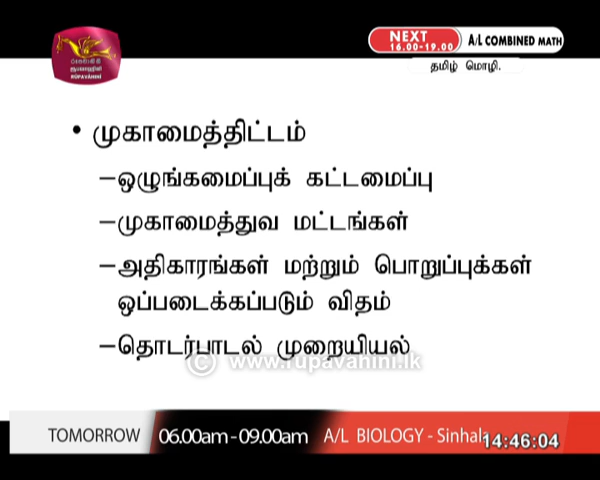 NEXT
16.00-19.00
A/L COMBINED MATH
தமிழ் மொழி.
RUPAVAHINI
• முகாமைத்திட்டம்
–ஒழுங்கமைப்புக் கட்டமைப்பு
–முகாமைத்துவ மட்டங்கள்
–அதிகாரங்கள் மற்றும் பொறுப்புக்கள்
ஒப்படைக்கப்படும் விதம்
–தொடர்பாடல் முறையியல்
© www.rupavahini.lk
TOMORROW 06.00am-09.00am A/L BIOLOGY - Sinhala 14:46:04